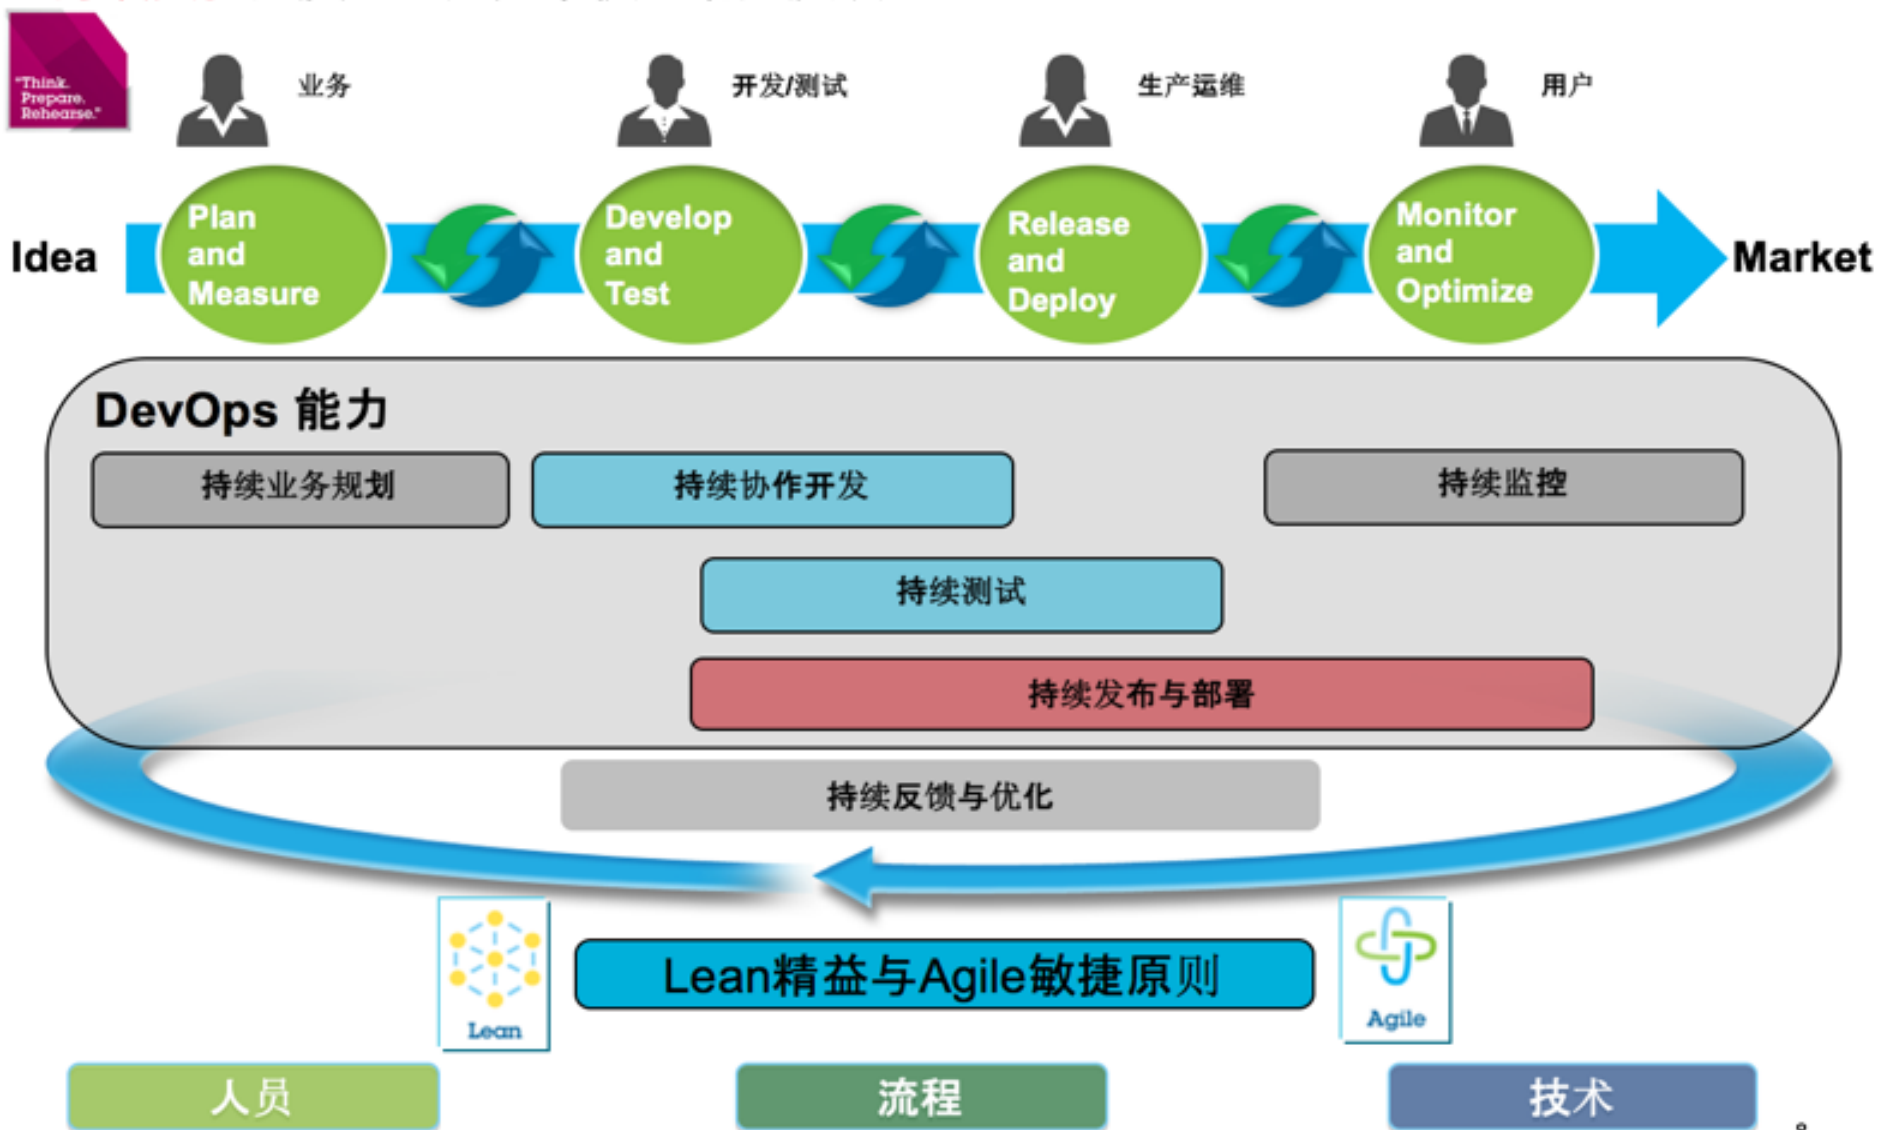 "Think.
Prepare.
Rehearse."
业务
开发/测试
生产运维
用户
Idea
Plan
and
Measure
Develop
and
Test
Release
and
Deploy
Monitor
and
Optimize
Market
DevOps 能力
持续业务规划
持续协作开发
持续监控
持续测试
持续发布与部署
持续反馈与优化
Lean
Lean精益与Agile敏捷原则
Agile
人员
流程
技术